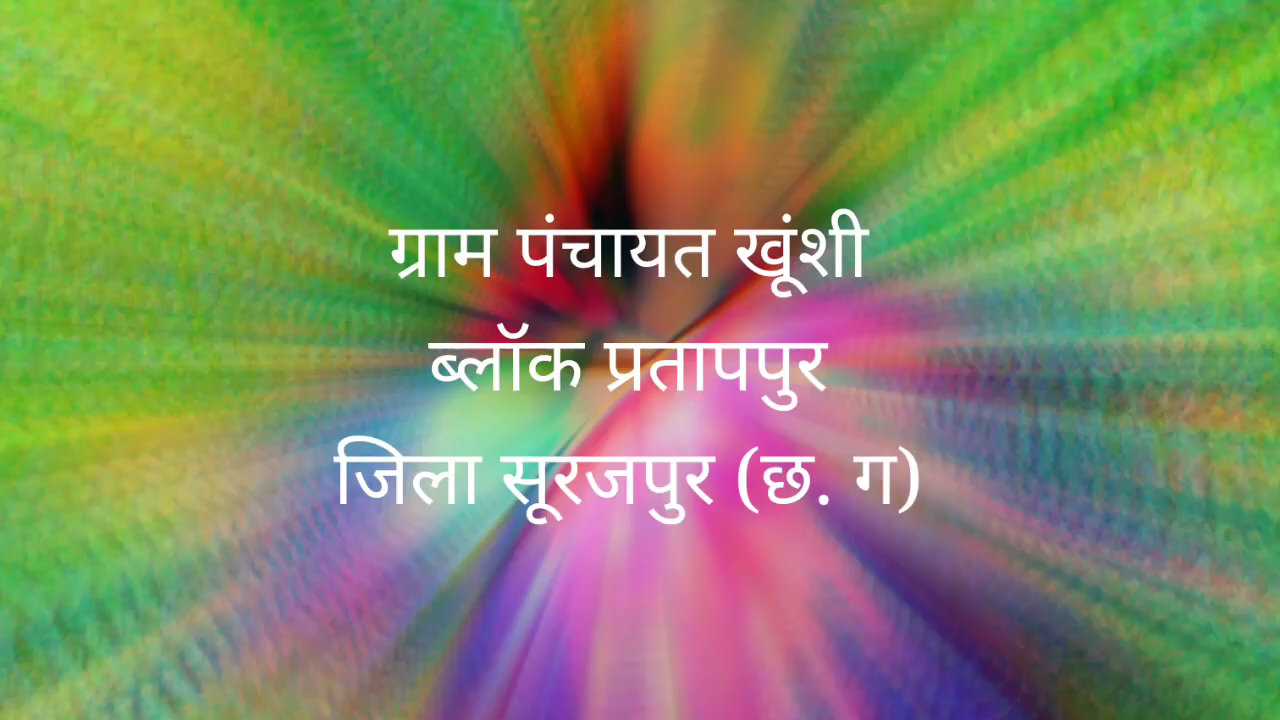 ग्राम पंचायत खूंशी
ब्लॉक प्रतापपुर
जिला सूरजपुर (छ. ग)